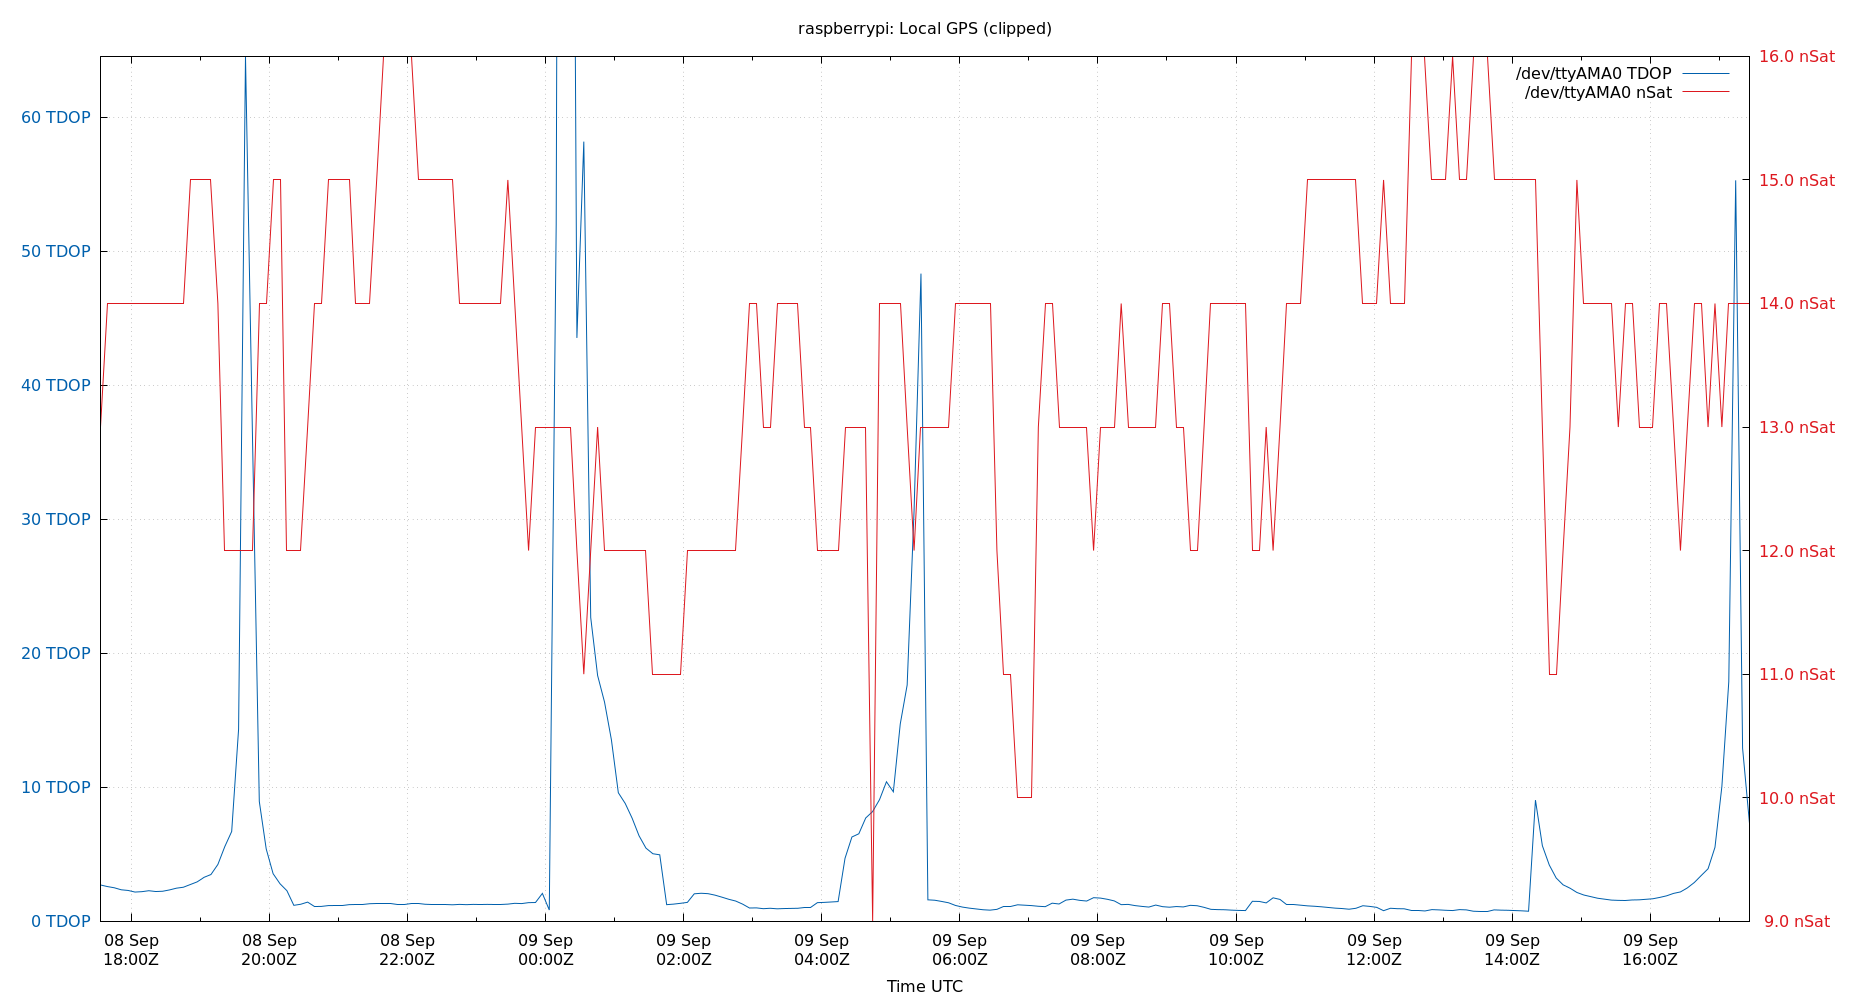 raspberrypi: Local GPS (clipped)
/dev/ttyAMA0 TDOP
/dev/ttyAMA0 nSat
60 TDOP
50 TDOP
40 TDOP
30 TDOP
20 TDOP
10 TDOP
0 TDOP
16.0 nSat
15.0 nSat
14.0 nSat
13.0 nSat
12.0 nSat
11.0 nSat
10.0 nSat
9.0 nSat
08 Sep
18:00Z
08 Sep
20:00Z
08 Sep
22:00Z
09 Sep
00:00Z
09 Sep
02:00Z
09 Sep
04:00Z
09 Sep
06:00Z
09 Sep
08:00Z
09 Sep
10:00Z
09 Sep
12:00Z
09 Sep
14:00Z
09 Sep
16:00Z
Time UTC